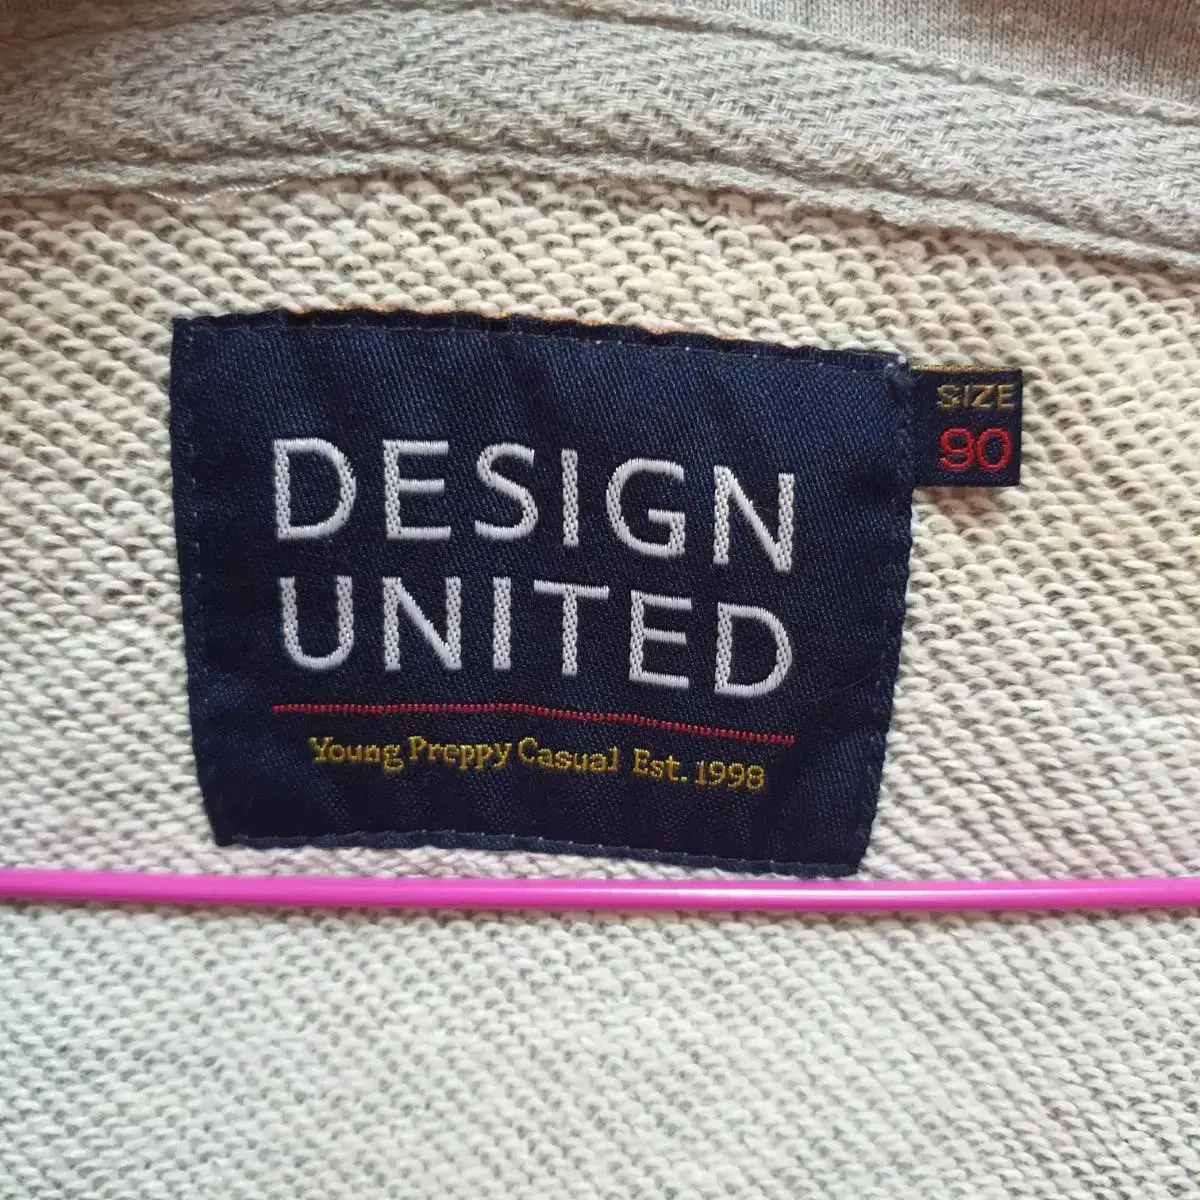 DESIGN
UNITED
Young Preppy Casual Est. 1998
SIZE
90